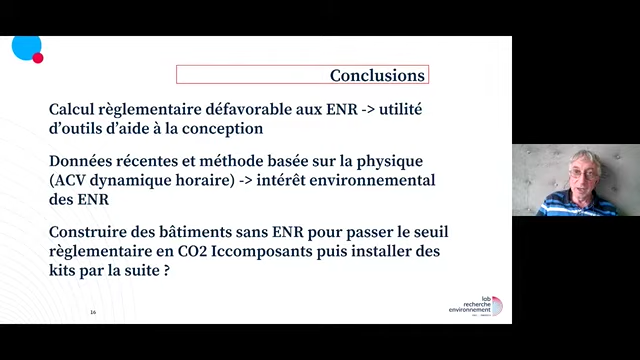 Conclusions
Calcul règlementaire défavorable aux ENR -> utilité
d'outils d'aide à la conception
Données récentes et méthode basée sur la physique
(ACV dynamique horaire) -> intérêt environnemental
des ENR
Construire des bâtiments sans ENR pour passer le seuil
règlementaire en CO2 Iccomposants puis installer des
kits par la suite ?
16
lab
recherche
environnement